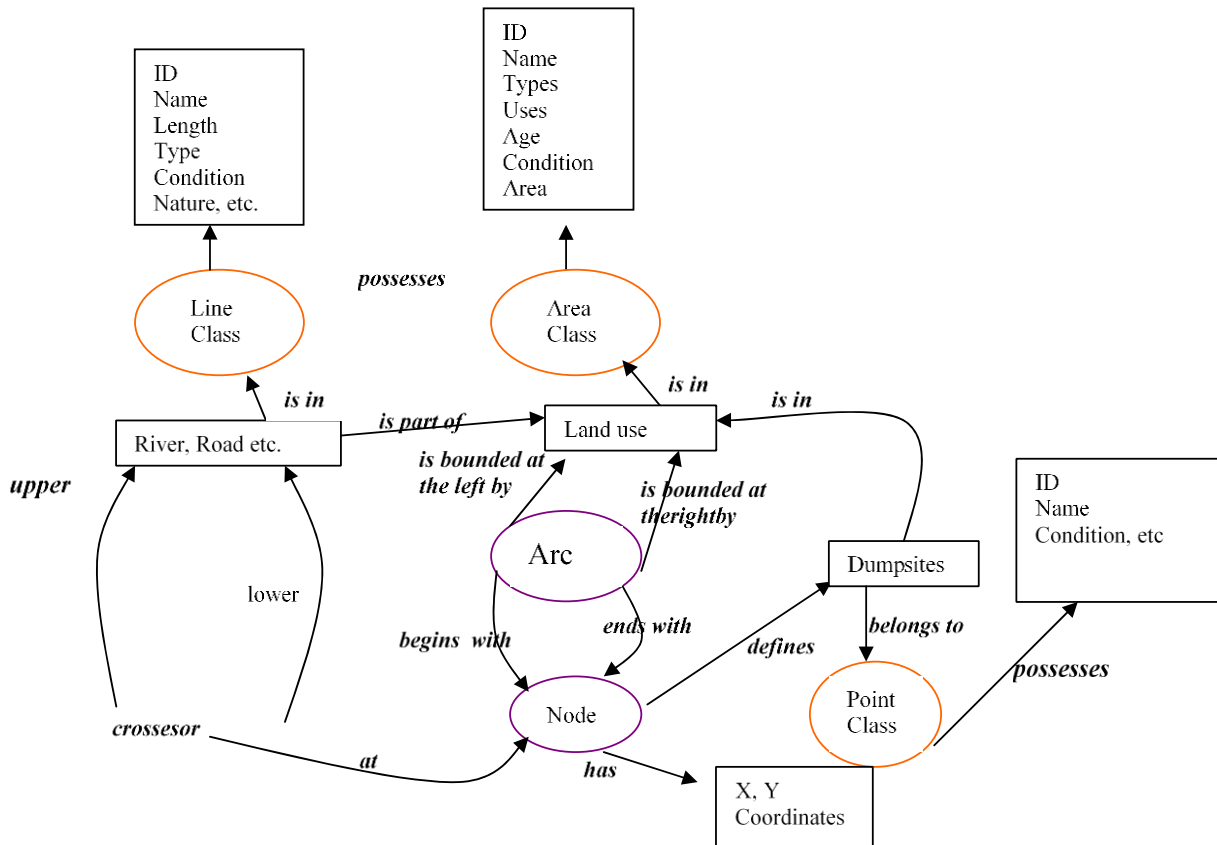 ID
Name
Length
Type
Condition
Nature, etc.
ID
Name
Types
Uses
Age
Condition
Area
possesses
Line
Class
Area
Class
is in
is in
is in
is part of
River, Road etc.
Land use
upper
is bounded at
the left by
is bounded at
therightby
ID
Name
Condition, etc
Arc
Dumpsites
lower
begins with
ends with
defines
belongs to
possesses
crossesor
at
Node
has
Point
Class
X, Y
Coordinates